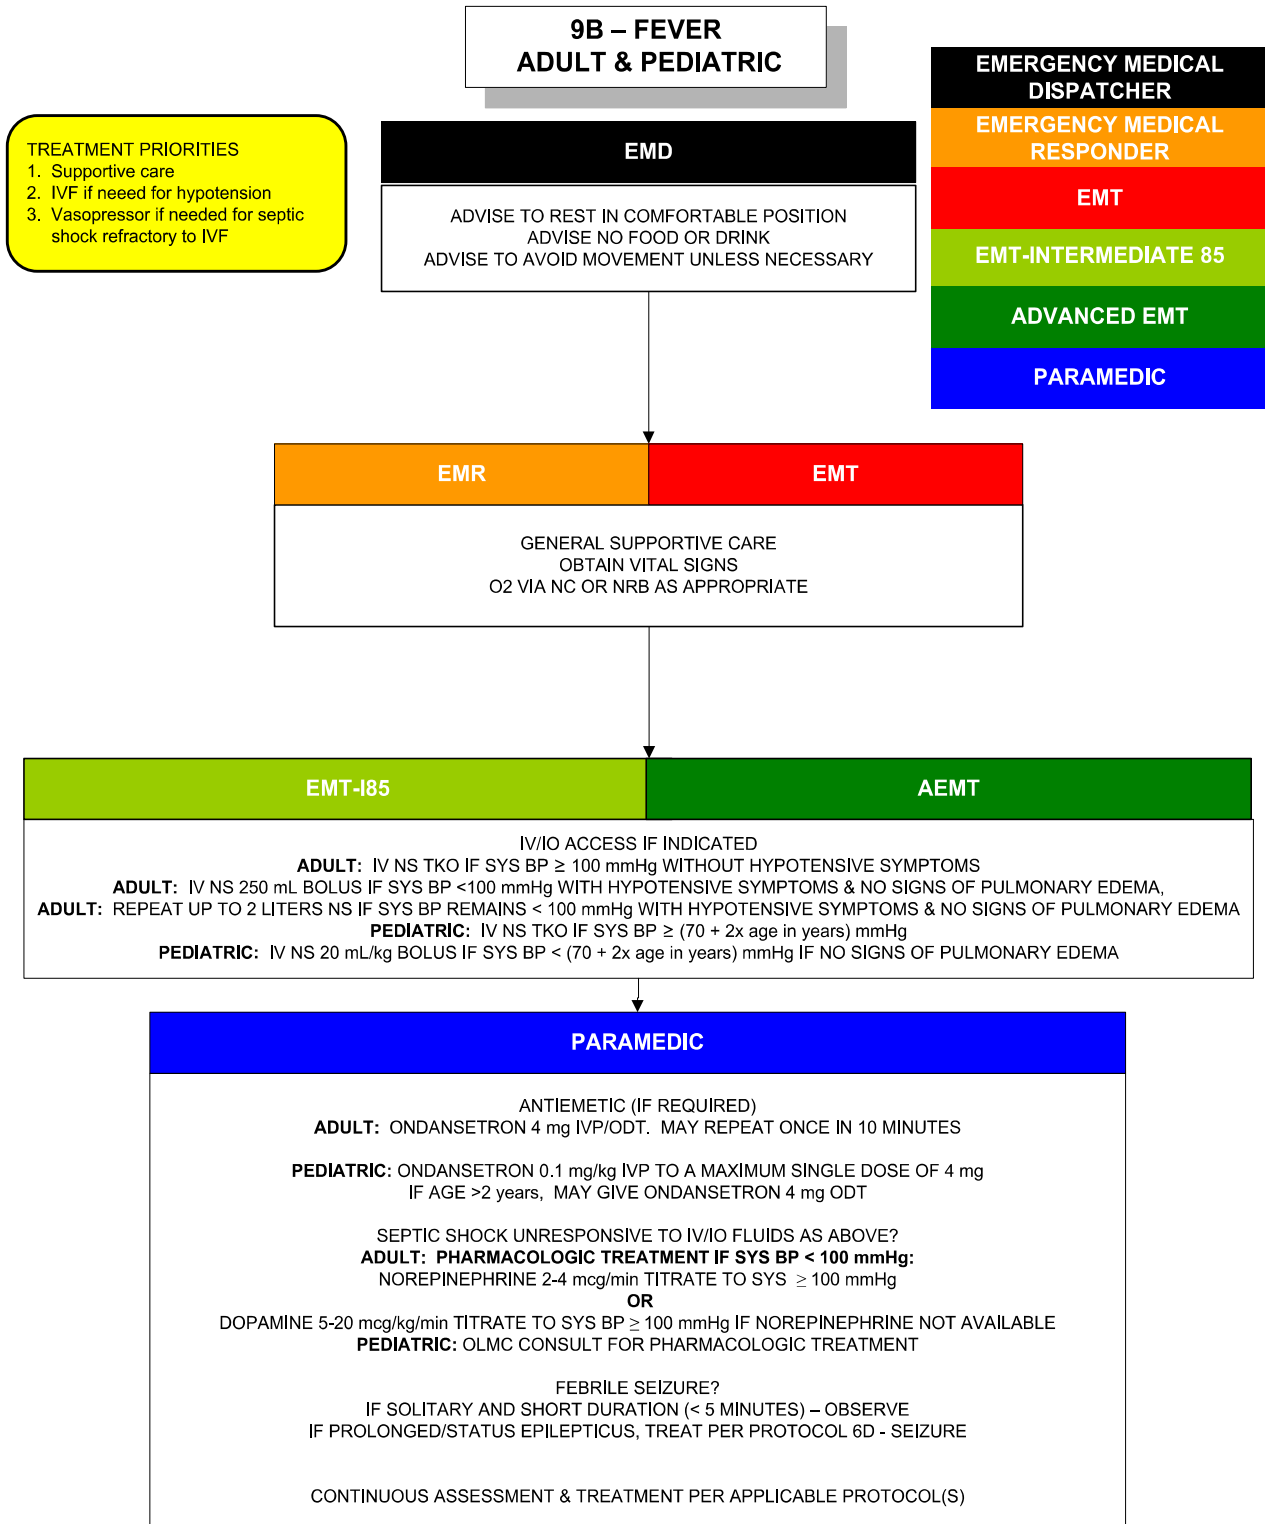 9B – FEVER
ADULT & PEDIATRIC
TREATMENT PRIORITIES
1. Supportive care
2. IVF if neeed for hypotension
3. Vasopressor if needed for septic
shock refractory to IVF
EMERGENCY MEDICAL
DISPATCHER
EMERGENCY MEDICAL
RESPONDER
EMT
EMT-INTERMEDIATE 85
ADVANCED EMT
PARAMEDIC
EMD
ADVISE TO REST IN COMFORTABLE POSITION
ADVISE NO FOOD OR DRINK
ADVISE TO AVOID MOVEMENT UNLESS NECESSARY
EMR
EMT
GENERAL SUPPORTIVE CARE
OBTAIN VITAL SIGNS
O2 VIA NC OR NRB AS APPROPRIATE
EMT-I85
AEMT
IV/IO ACCESS IF INDICATED
ADULT: IV NS TKO IF SYS BP ≥ 100 mmHg WITHOUT HYPOTENSIVE SYMPTOMS
ADULT: IV NS 250 mL BOLUS IF SYS BP <100 mmHg WITH HYPOTENSIVE SYMPTOMS & NO SIGNS OF PULMONARY EDEMA,
ADULT: REPEAT UP TO 2 LITERS NS IF SYS BP REMAINS < 100 mmHg WITH HYPOTENSIVE SYMPTOMS & NO SIGNS OF PULMONARY EDEMA
PEDIATRIC: IV NS TKO IF SYS BP ≥ (70 + 2x age in years) mmHg
PEDIATRIC: IV NS 20 mL/kg BOLUS IF SYS BP < (70 + 2x age in years) mmHg IF NO SIGNS OF PULMONARY EDEMA
PARAMEDIC
ANTIEMETIC (IF REQUIRED)
ADULT: ONDANSETRON 4 mg IVP/ODT. MAY REPEAT ONCE IN 10 MINUTES
PEDIATRIC: ONDANSETRON 0.1 mg/kg IVP TO A MAXIMUM SINGLE DOSE OF 4 mg
IF AGE >2 years, MAY GIVE ONDANSETRON 4 mg ODT
SEPTIC SHOCK UNRESPONSIVE TO IV/IO FLUIDS AS ABOVE?
ADULT: PHARMACOLOGIC TREATMENT IF SYS BP < 100 mmHg:
NOREPINEPHRINE 2-4 mcg/min TITRATE TO SYS ≥ 100 mmHg
OR
DOPAMINE 5-20 mcg/kg/min TITRATE TO SYS BP ≥ 100 mmHg IF NOREPINEPHRINE NOT AVAILABLE
PEDIATRIC: OLMC CONSULT FOR PHARMACOLOGIC TREATMENT
FEBRILE SEIZURE?
IF SOLITARY AND SHORT DURATION (< 5 MINUTES) – OBSERVE
IF PROLONGED/STATUS EPILEPTICUS, TREAT PER PROTOCOL 6D - SEIZURE
CONTINUOUS ASSESSMENT & TREATMENT PER APPLICABLE PROTOCOL(S)